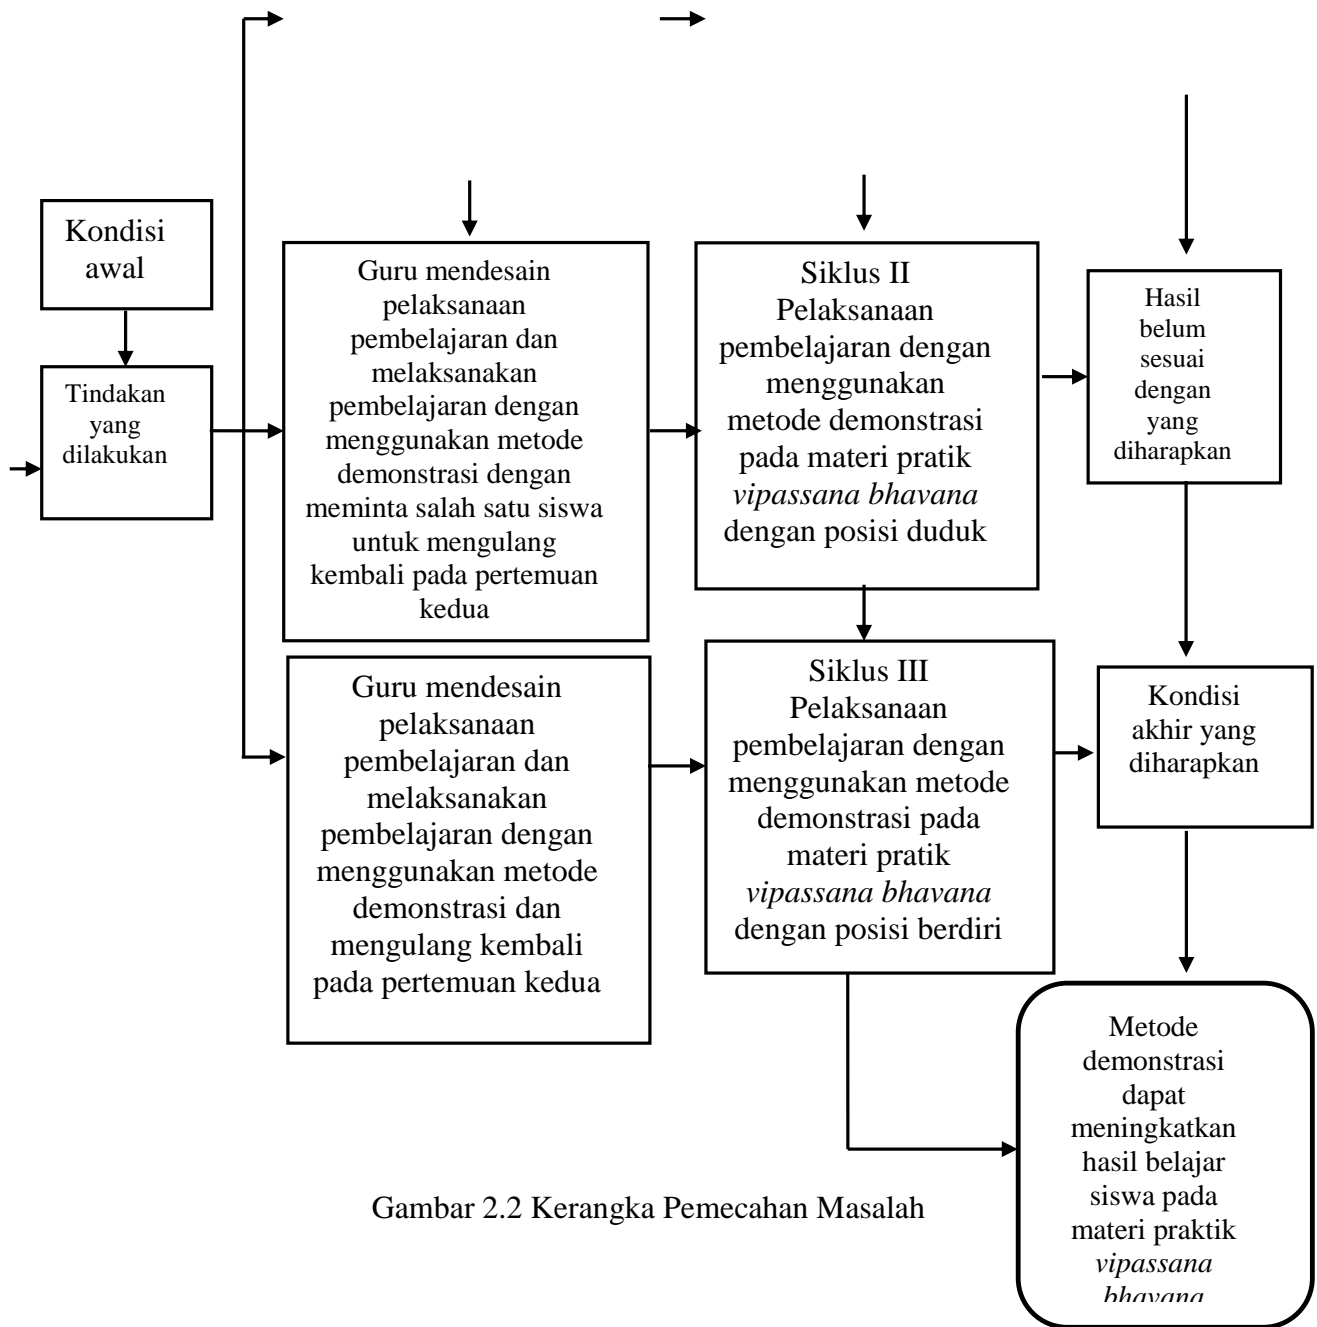 Kondisi
awal
Tindakan
yang
dilakukan
Guru mendesain
pelaksanaan
pembelajaran dan
melaksanakan
pembelajaran dengan
menggunakan metode
demonstrasi dengan
meminta salah satu siswa
untuk mengulang
kembali pada pertemuan
kedua
Siklus II
Pelaksanaan
pembelajaran dengan
menggunakan
metode demonstrasi
pada materi pratik
vipassana bhavana
dengan posisi duduk
Hasil
belum
sesuai
dengan
yang
diharapkan
Guru mendesain
pelaksanaan
pembelajaran dan
melaksanakan
pembelajaran dengan
menggunakan metode
demonstrasi dan
mengulang kembali
pada pertemuan kedua
Siklus III
Pelaksanaan
pembelajaran dengan
menggunakan metode
demonstrasi pada
materi pratik
vipassana bhavana
dengan posisi berdiri
Kondisi
akhir yang
diharapkan
Metode
demonstrasi
dapat
meningkatkan
hasil belajar
siswa pada
materi praktik
vipassana
bhavana
Gambar 2.2 Kerangka Pemecahan Masalah